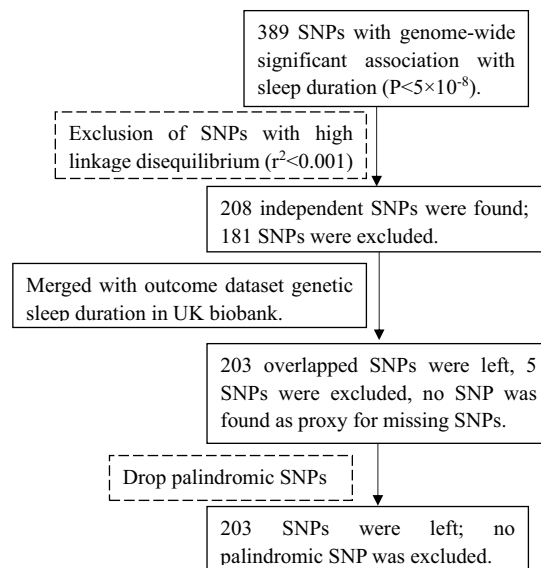 389 SNPs with genome-wide
significant association with
sleep duration (P<5×10⁻⁸).
Exclusion of SNPs with high
linkage disequilibrium (r²<0.001)
208 independent SNPs were found;
181 SNPs were excluded.
Merged with outcome dataset genetic
sleep duration in UK biobank.
203 overlapped SNPs were left, 5
SNPs were excluded, no SNP was
found as proxy for missing SNPs.
Drop palindromic SNPs
203 SNPs were left; no
palindromic SNP was excluded.